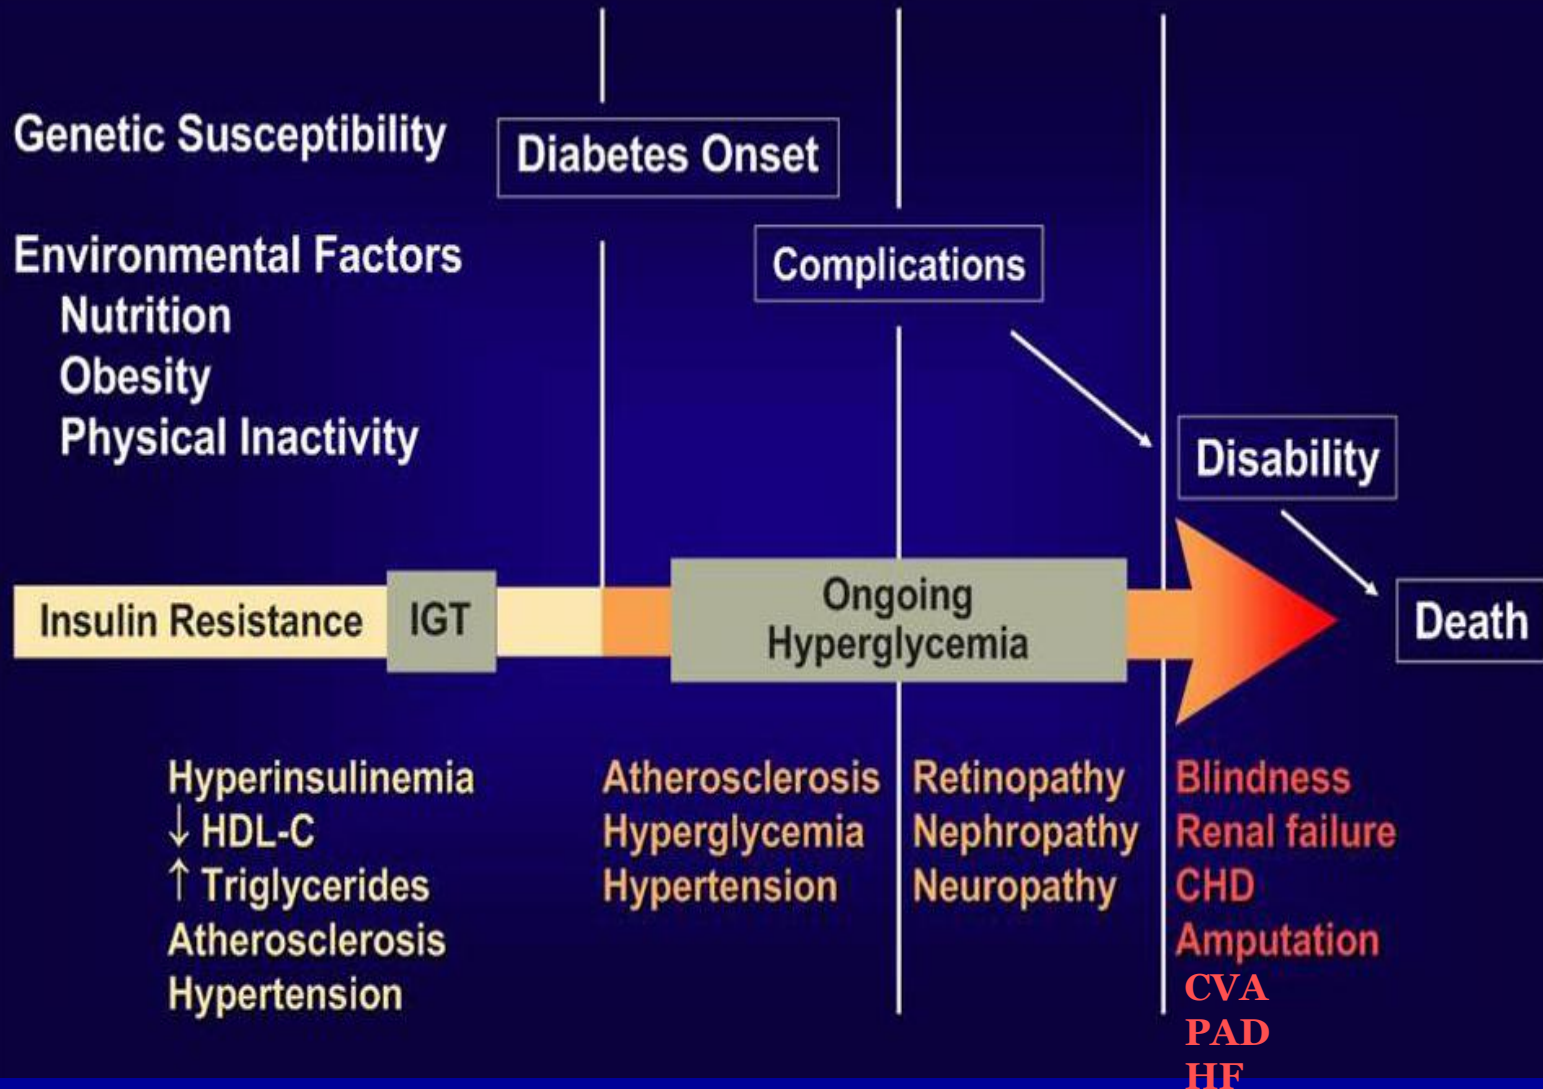 Genetic Susceptibility
Diabetes Onset
Environmental Factors
Nutrition
Obesity
Physical Inactivity
Complications
Disability
Death
Insulin Resistance
IGT
Ongoing
Hyperglycemia
Hyperinsulinemia
↓ HDL-C
↑ Triglycerides
Atherosclerosis
Hypertension
Atherosclerosis
Hyperglycemia
Hypertension
Retinopathy
Nephropathy
Neuropathy
Blindness
Renal failure
CHD
Amputation
CVA
PAD
HF